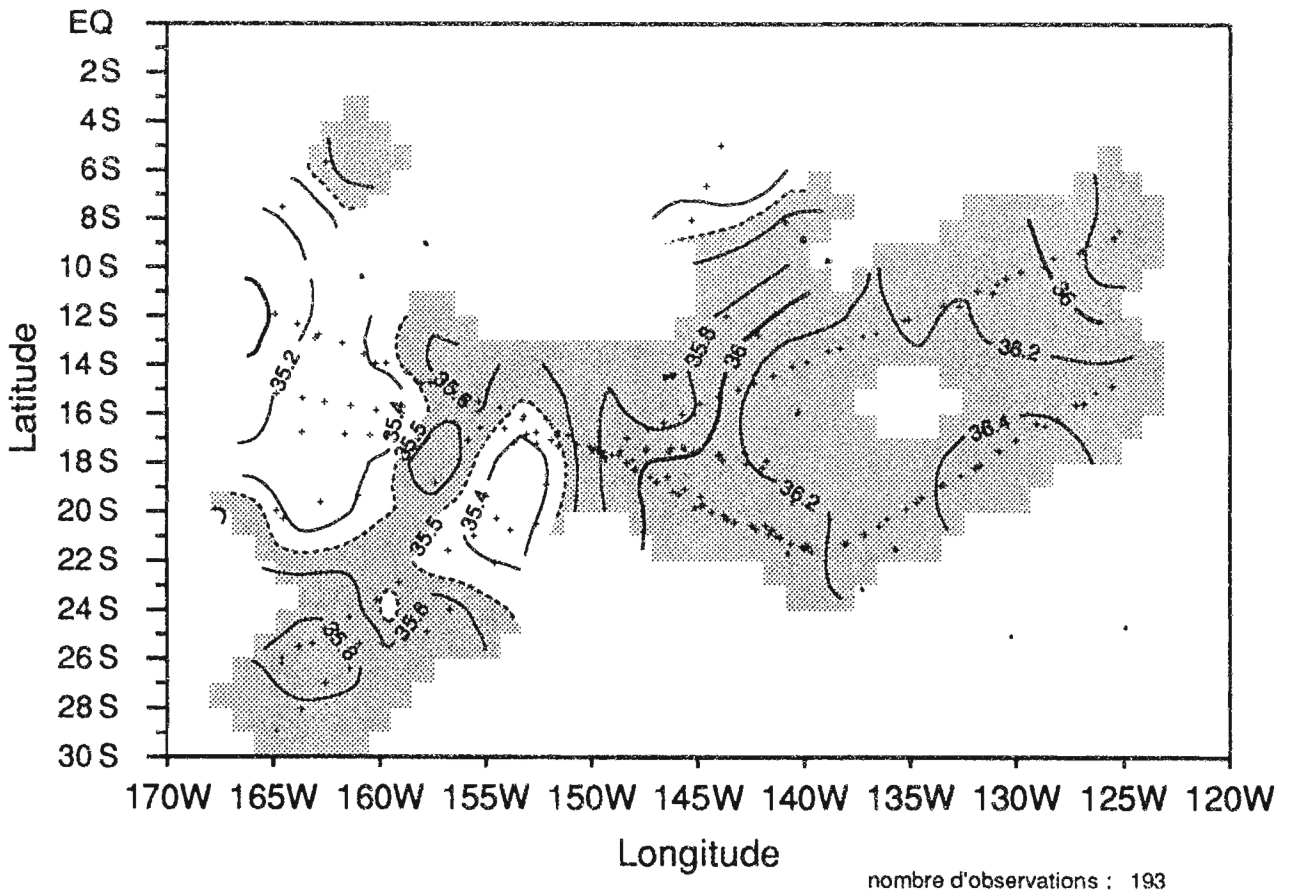 EQ
2S
4S
6S
8S
10S
12S
14S
16S
18S
20S
22S
24S
26S
28S
30S
Latitude
35.2
35.4
35.5
35.6
35.5
35.4
35.8
35.6
35.8
36
36.2
36.2
36.4
36
170W 165W 160W 155W 150W 145W 140W 135W 130W 125W 120W
Longitude
nombre d'observations : 193